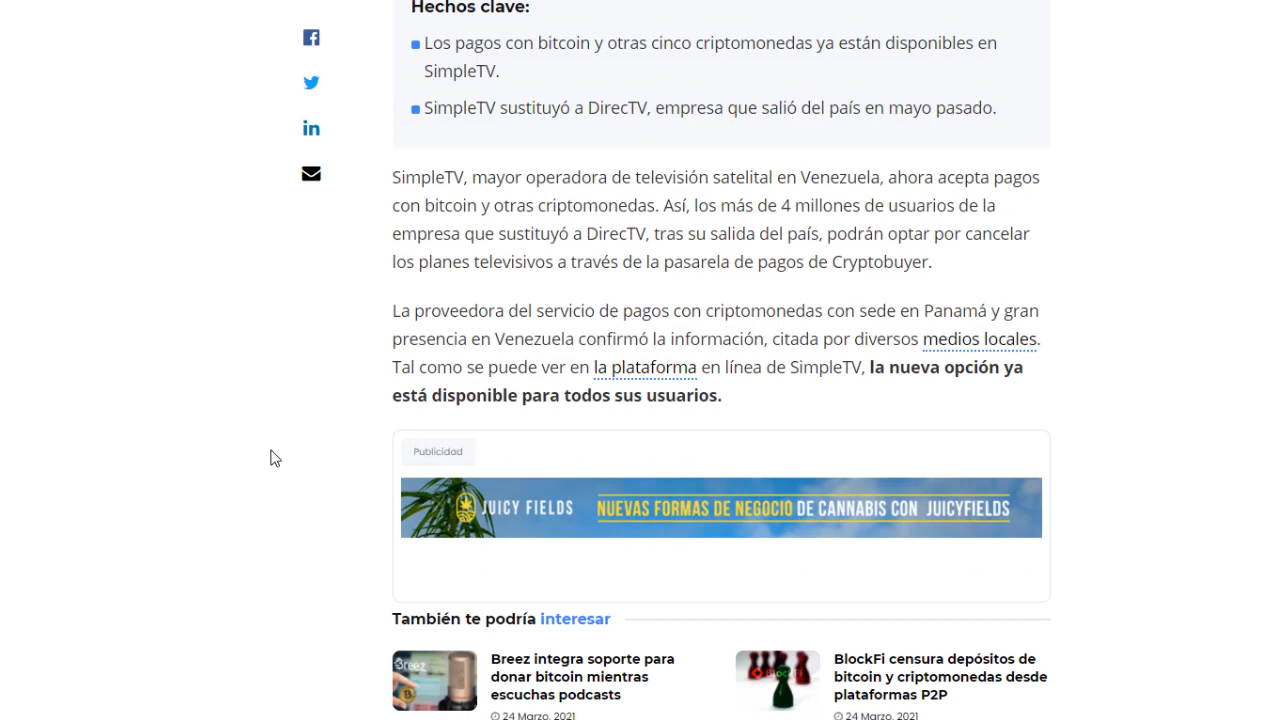 Hechos clave:
Los pagos con bitcoin y otras cinco criptomonedas ya están disponibles en
SimpleTV.
SimpleTV sustituyó a DirecTV, empresa que salió del país en mayo pasado.
SimpleTV, mayor operadora de televisión satelital en Venezuela, ahora acepta pagos
con bitcoin y otras criptomonedas. Así, los más de 4 millones de usuarios de la
empresa que sustituyó a DirecTV, tras su salida del país, podrán optar por cancelar
los planes televisivos a través de la pasarela de pagos de Cryptobuyer.
La proveedora del servicio de pagos con criptomonedas con sede en Panamá y gran
presencia en Venezuela confirmó la información, citada por diversos medios locales.
Tal como se puede ver en la plataforma en línea de SimpleTV, la nueva opción ya
está disponible para todos sus usuarios.
Publicidad
JUICY FIELDS NUEVAS FORMAS DE NEGOCIO DE CANNABIS CON JUICYFIELDS
También te podría interesar
Breez
Breez integra soporte para
donar bitcoin mientras
escuchas podcasts
24 Marzo, 2021
BlockFi
BlockFi censura depósitos de
bitcoin y criptomonedas desde
plataformas P2P
24 Marzo, 2021